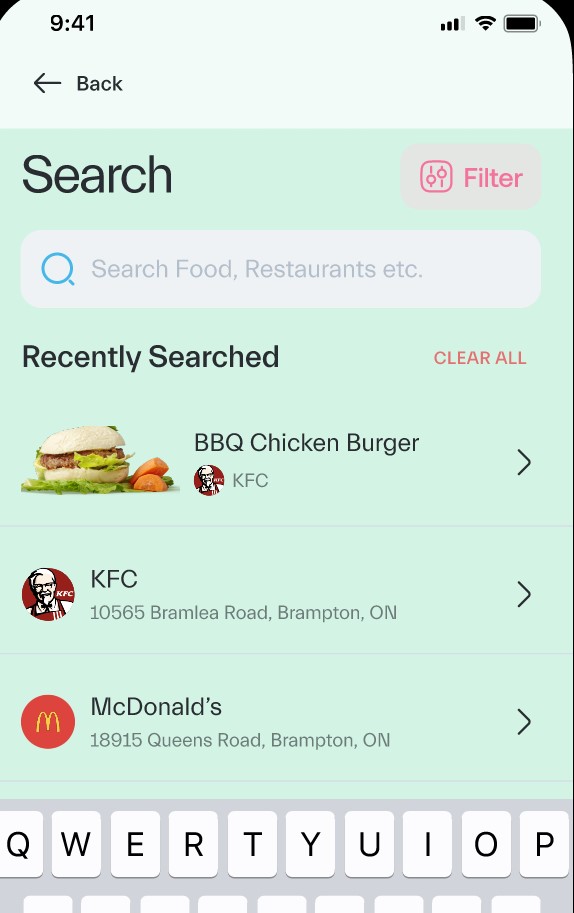 9:41
Back
Search
Filter
Search Food, Restaurants etc.
Recently Searched
CLEAR ALL
BBQ Chicken Burger
KFC
KFC
KFC
10565 Bramlea Road, Brampton, ON
McDonald’s
18915 Queens Road, Brampton, ON
Q W E R T Y U I O P